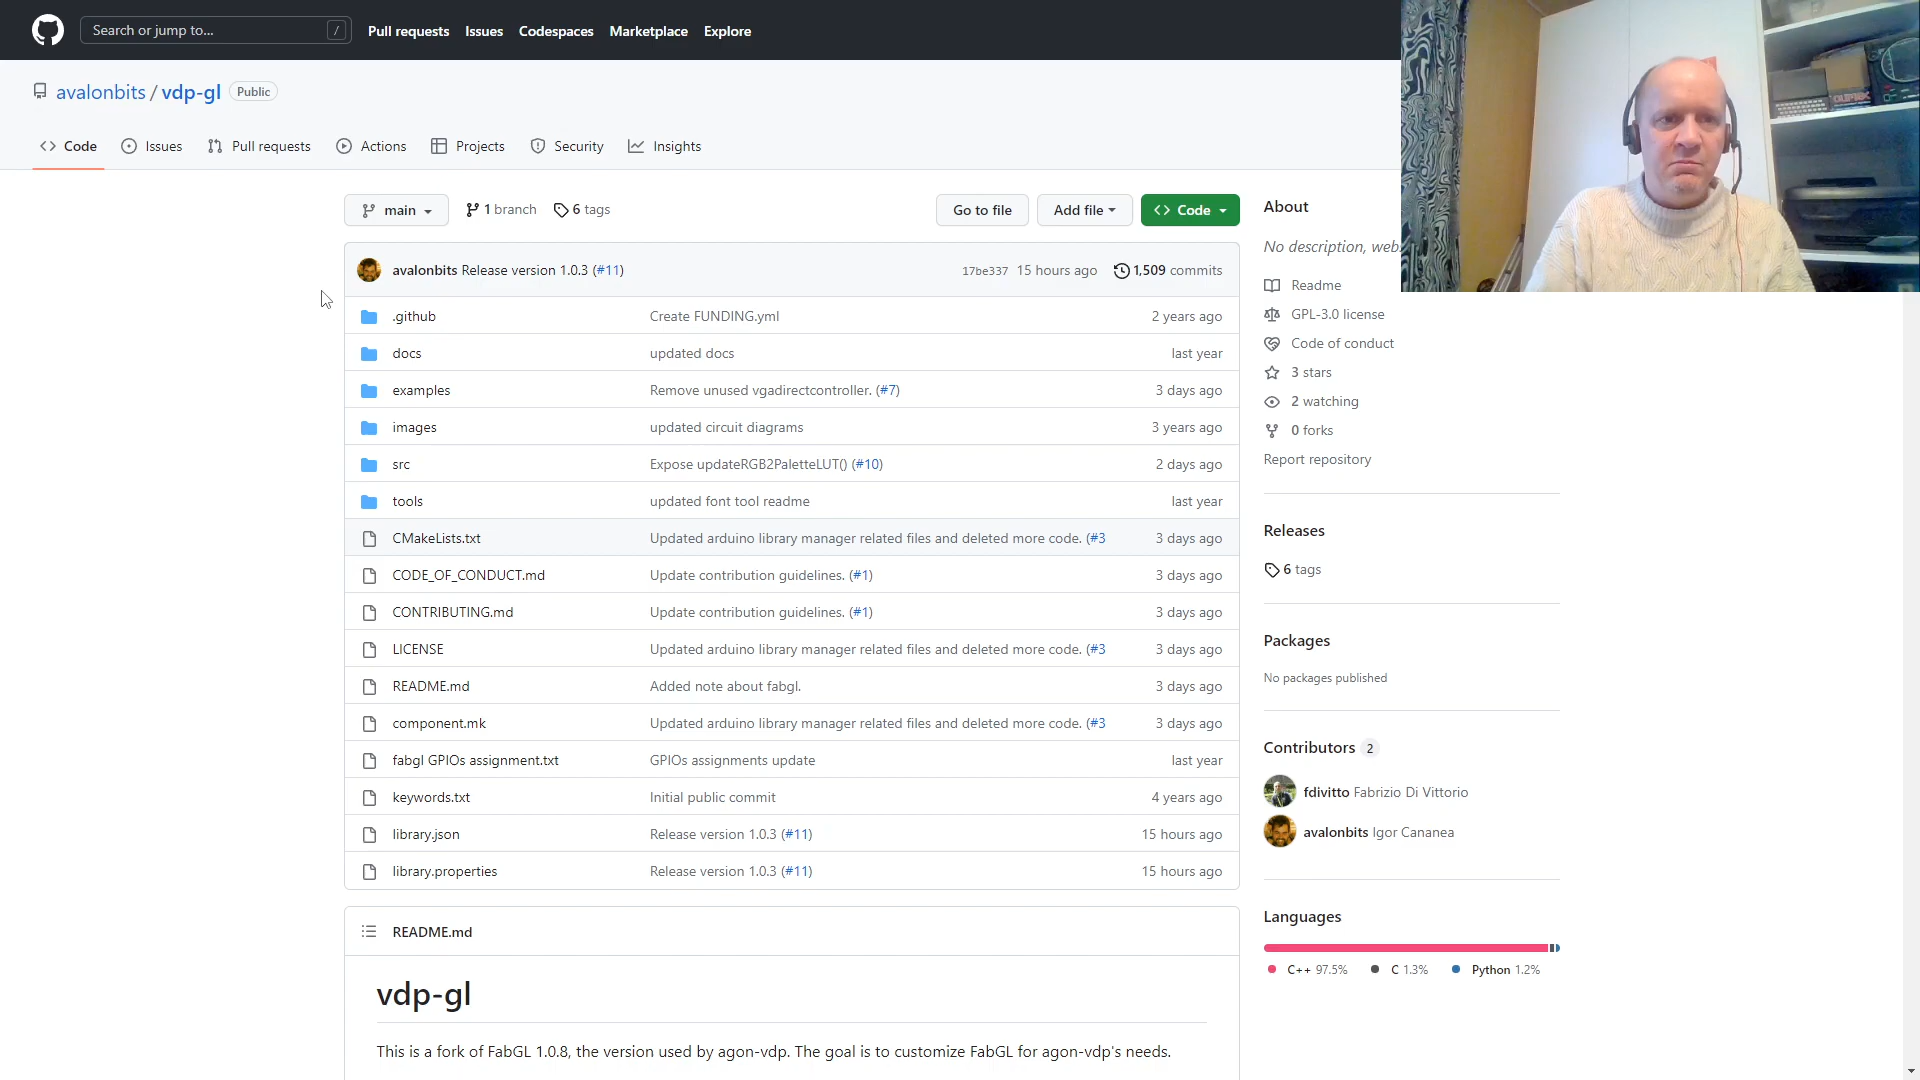 Search or jump to... /
Pull requests Issues Codespaces Marketplace Explore
avalonbits / vdp-gl Public
Code Issues Pull requests Actions Projects Security Insights
main 1 branch 6 tags Go to file Add file Code
avalonbits Release version 1.0.3 (#11) 17be337 15 hours ago 1,509 commits
.github Create FUNDING.yml 2 years ago
docs updated docs last year
examples Remove unused vgadirectcontroller. (#7) 3 days ago
images updated circuit diagrams 3 years ago
src Expose updateRGB2PaletteLUT() (#10) 2 days ago
tools updated font tool readme last year
CMakeLists.txt Updated arduino library manager related files and deleted more code. (#3 3 days ago
CODE_OF_CONDUCT.md Update contribution guidelines. (#1) 3 days ago
CONTRIBUTING.md Update contribution guidelines. (#1) 3 days ago
LICENSE Updated arduino library manager related files and deleted more code. (#3 3 days ago
README.md Added note about fabgl. 3 days ago
component.mk Updated arduino library manager related files and deleted more code. (#3 3 days ago
fabgl GPIOs assignment.txt GPIOs assignments update last year
keywords.txt Initial public commit 4 years ago
library.json Release version 1.0.3 (#11) 15 hours ago
library.properties Release version 1.0.3 (#11) 15 hours ago
README.md
vdp-gl
This is a fork of FabGL 1.0.8, the version used by agon-vdp. The goal is to customize FabGL for agon-vdp's needs.
About
No description, web
Readme
GPL-3.0 license
Code of conduct
3 stars
2 watching
0 forks
Report repository
Releases
6 tags
Packages
No packages published
Contributors 2
fdivitto Fabrizio Di Vittorio
avalonbits Igor Cananea
Languages
C++ 97.5% C 1.3% Python 1.2%